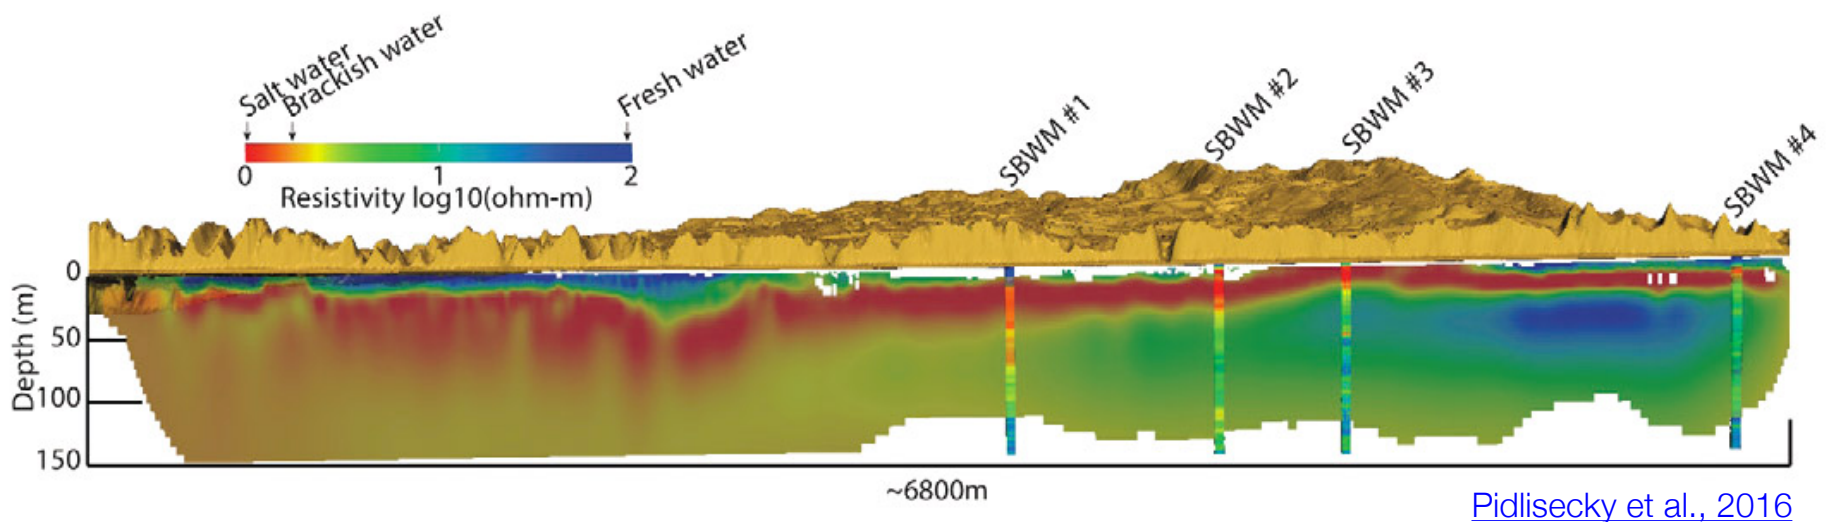 Salt water
Brackish water
Fresh water
0
1
2
Resistivity log10(ohm-m)
SBWM #1
SBWM #2
SBWM #3
SBWM #4
Depth (m)
0
50
100
150
~6800m
Pidlisecky et al., 2016